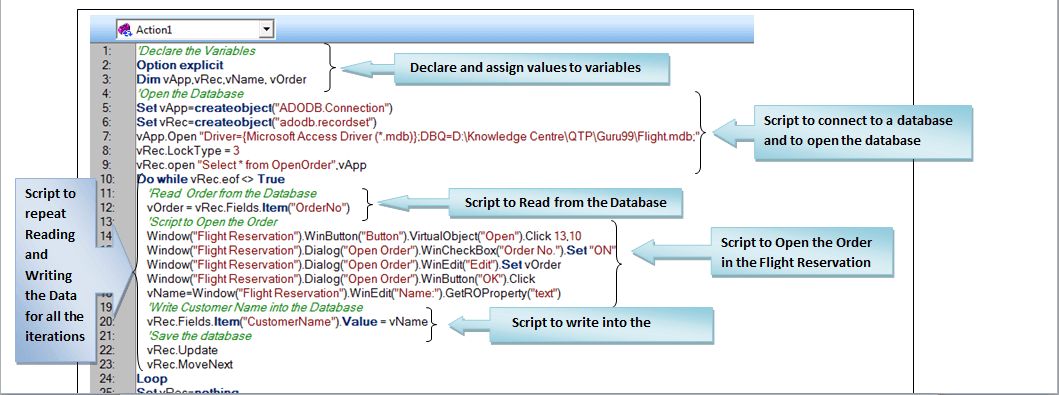 Action1
1: 'Declare the Variables
2: Option explicit
3: Dim vApp,vRec,vName, vOrder
Declare and assign values to variables
4: 'Open the Database
5: Set vApp=createobject("ADODB.Connection")
6: Set vRec=createobject("adodb.recordset")
7: vApp.Open "Driver={Microsoft Access Driver (*.mdb)};DBQ=D:\Knowledge Centre\QTP\Guru99\Flight.mdb;"
8: vRec.LockType = 3
9: vRec.open "Select * from OpenOrder",vApp
Script to connect to a database
and to open the database
10: Do while vRec.eof <> True
11: 'Read Order from the Database
12: vOrder = vRec.Fields.Item("OrderNo")
Script to Read from the Database
13: 'Script to Open the Order
14 Window("Flight Reservation").WinButton("Button").VirtualObject("Open").Click 13,10
Window("Flight Reservation").Dialog("Open Order").WinCheckBox("Order No.").Set "ON"
Window("Flight Reservation").Dialog("Open Order").WinEdit("Edit").Set vOrder
Window("Flight Reservation").Dialog("Open Order").WinButton("OK").Click
vName=Window("Flight Reservation").WinEdit("Name:").GetROProperty("text")
Script to Open the Order
in the Flight Reservation
19 'Write Customer Name into the Database
20: vRec.Fields.Item("CustomerName").Value = vName
Script to write into the
21: 'Save the database
22: vRec.Update
23: vRec.MoveNext
24: Loop
25: Set vRec=nothing
Script to
repeat
Reading
and
Writing
the Data
for all the
iterations